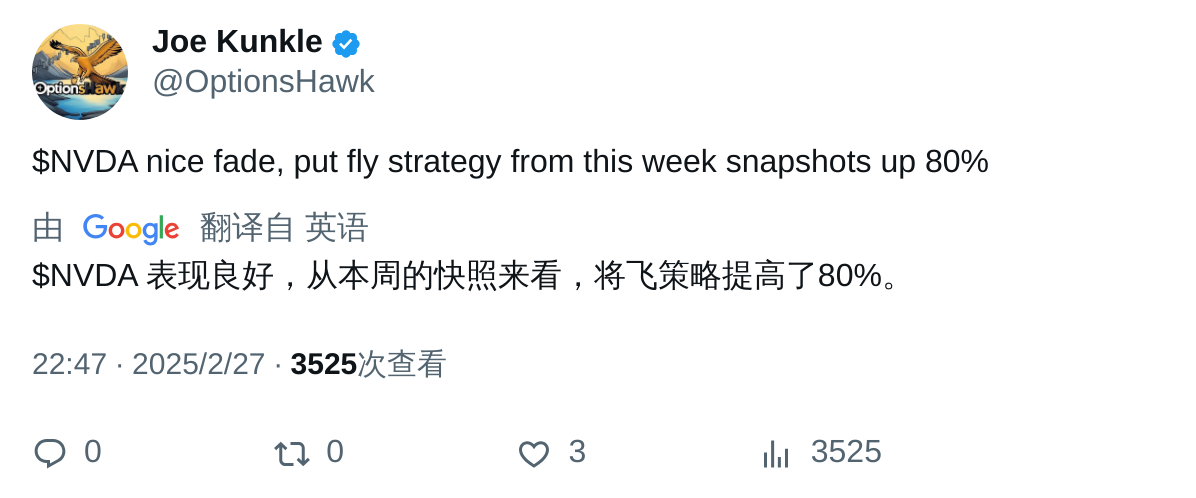 Joe Kunkle
@OptionsHawk
OptionsHawk
$NVDA nice fade, put fly strategy from this week snapshots up 80%
由 Google 翻译自 英语
$NVDA 表现良好，从本周的快照来看，将飞策略提高了80%。
22:47 · 2025/2/27 · 3525次查看
0 0 3 3525